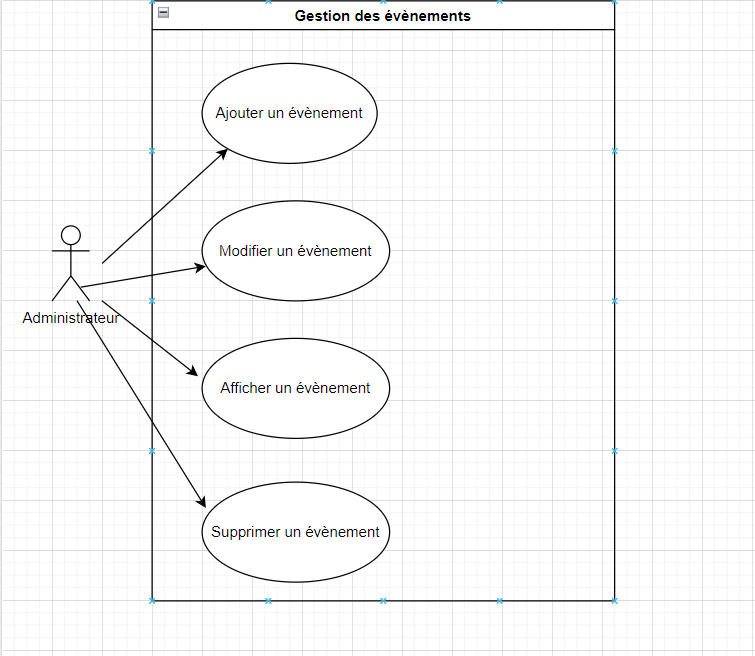 Gestion des évènements
Ajouter un évènement
Modifier un évènement
Administrateur
Afficher un évènement
Supprimer un évènement